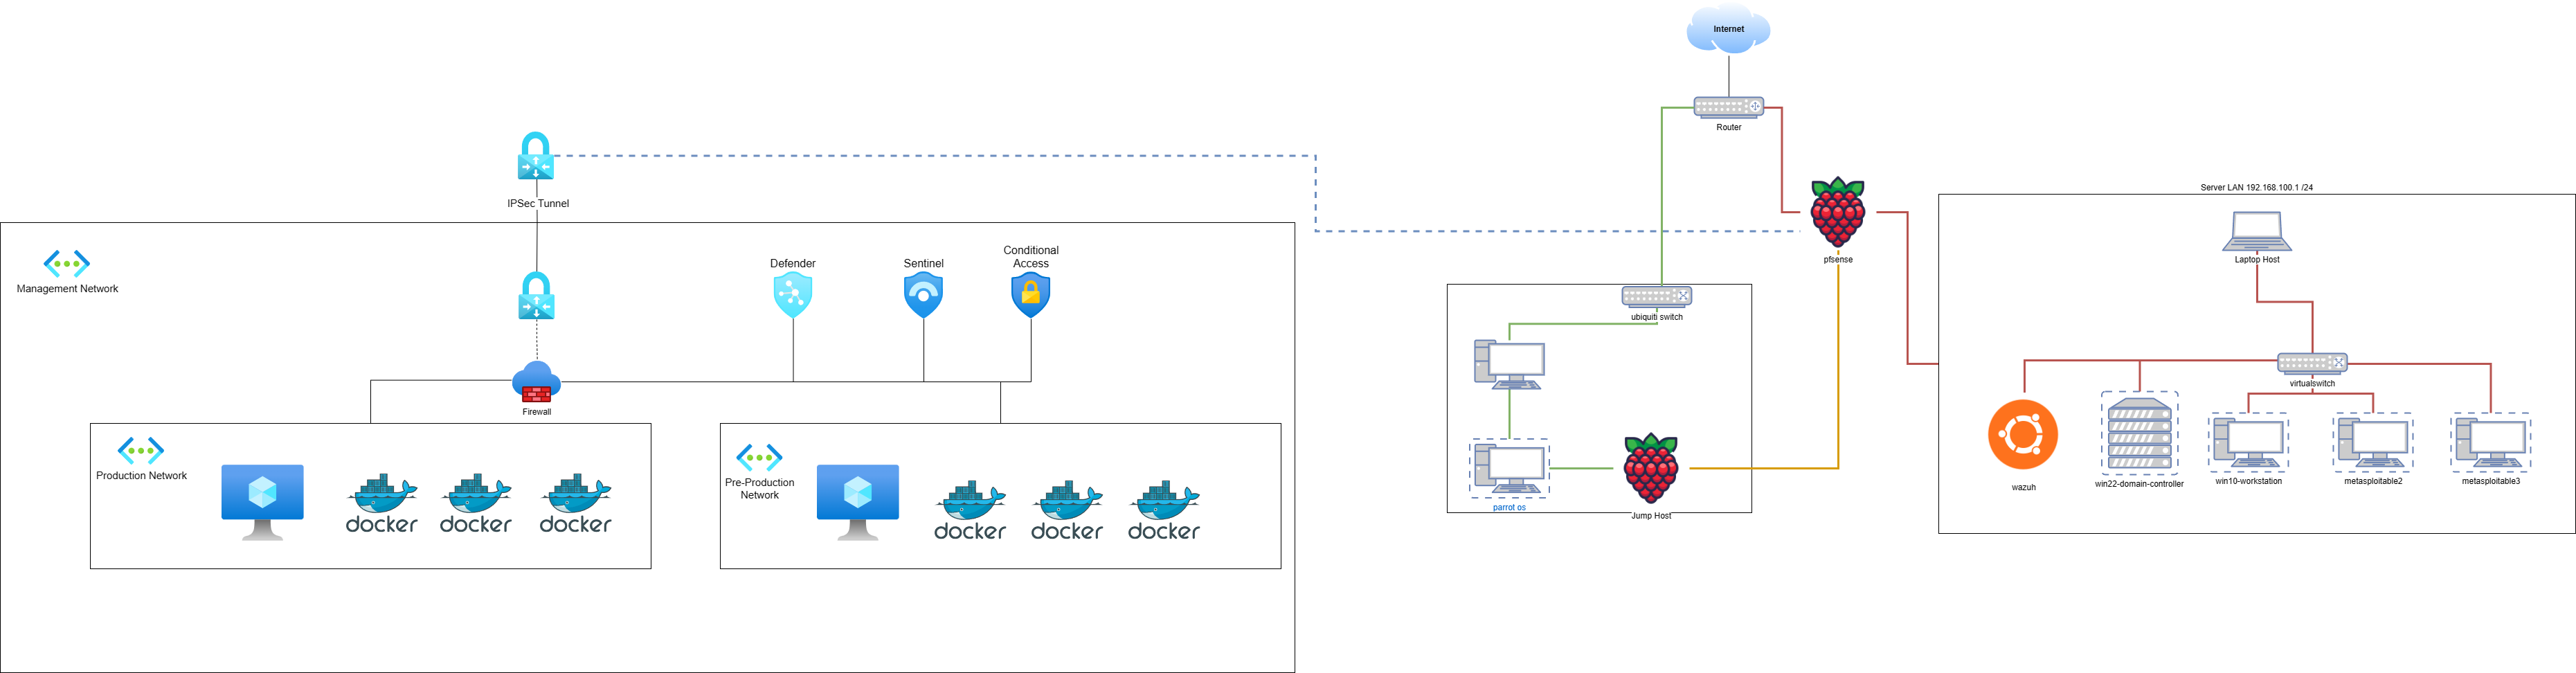 Internet
Router
IPSec Tunnel
Server LAN 192.168.100.1 /24
Management Network
Defender
Sentinel
Conditional
Access
pfsense
Laptop Host
ubiquiti switch
virtualswitch
Firewall
Production Network
docker
docker
docker
Pre-Production
Network
docker
docker
docker
parrot os
Jump Host
wazuh
win22-domain-controller
win10-workstation
metasploitable2
metasploitable3